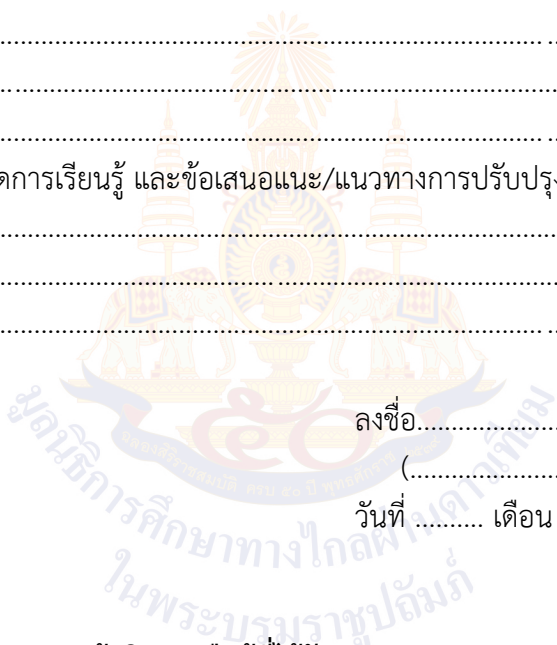 ................................................................................
................................................................................
................................................................................
ดการเรียนรู้ และข้อเสนอแนะ/แนวทางการปรับปรุง
................................................................................
................................................................................
................................................................................
ลงชื่อ......................
(......................
วันที่ .......... เดือน
มูลนิธิการศึกษาทางไกลผ่านดาวเทียม
ในพระบรมราชูปถัมภ์